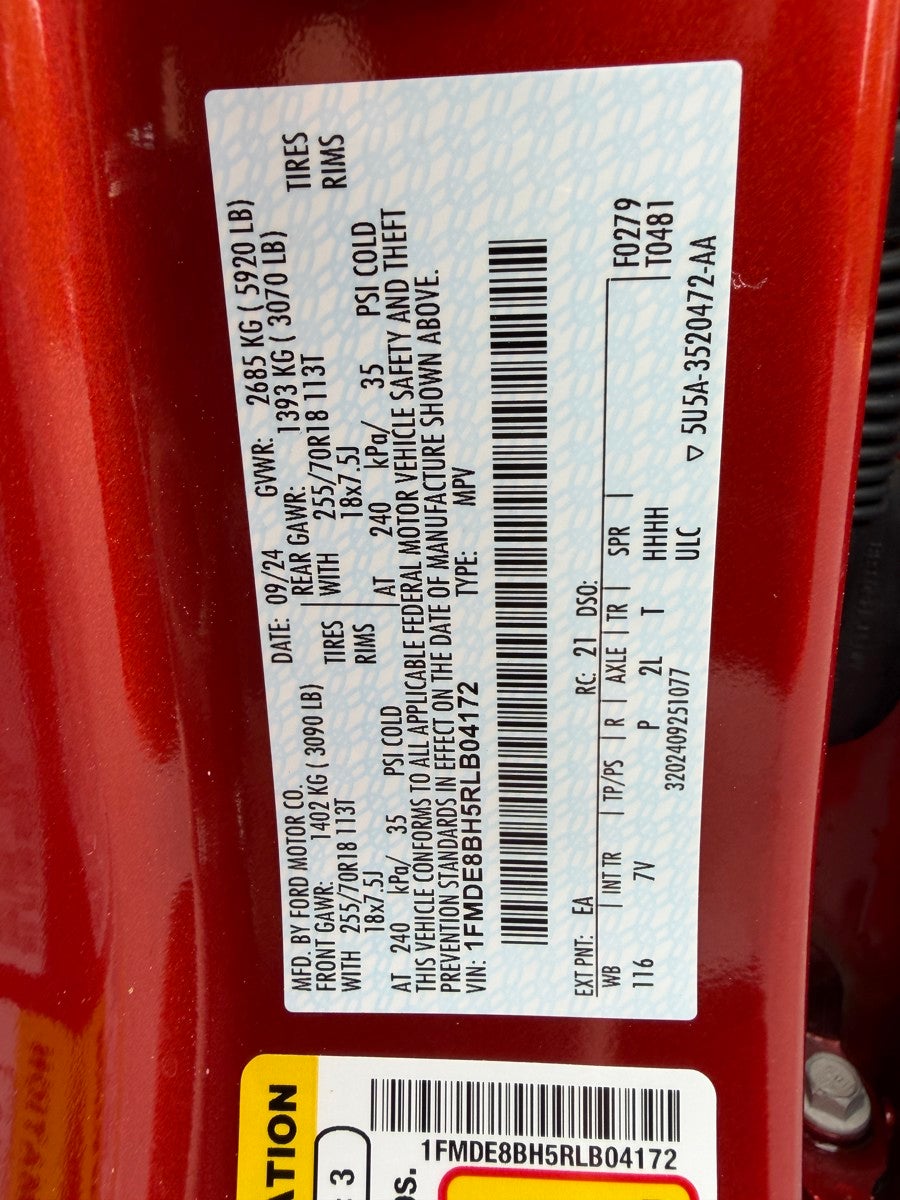 MFD. BY FORD MOTOR CO.
DATE: 09/24 GVWR: 2685 KG ( 5920 LB)
FRONT GAWR: 1402 KG ( 3090 LB)
REAR GAWR: 1393 KG ( 3070 LB)
WITH 255/70R18 113T TIRES
WITH 255/70R18 113T TIRES
18x7.5J RIMS
18x7.5J RIMS
AT 240 kPa/ 35 PSI COLD
AT 240 kPa/ 35 PSI COLD
THIS VEHICLE CONFORMS TO ALL APPLICABLE FEDERAL MOTOR VEHICLE SAFETY AND THEFT
PREVENTION STANDARDS IN EFFECT ON THE DATE OF MANUFACTURE SHOWN ABOVE.
VIN: 1FMDE8BH5RLB04172 TYPE: MPV
F0279
T0481
EXT PNT: EA RC: 21 DSO:
WB INT TR TP/PS R AXLE TR SPR
116 7V P 2L T HHHH
ULC
3202409251077 5U5A-3520472-AA
ATION
3
os.
1FMDE8BH5RLB04172